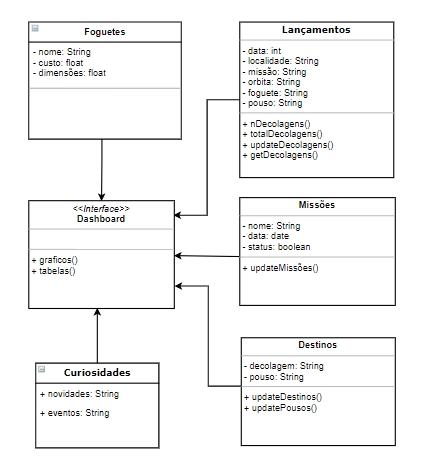 Foguetes
- nome: String
- custo: float
- dimensões: float
Lançamentos
- data: int
- localidade: String
- missão: String
- orbita: String
- foguete: String
- pouso: String
+ nDecolagens()
+ totalDecolagens()
+ updateDecolagens()
+ getDecolagens()
<<Interface>>
Dashboard
+ graficos()
+ tabelas()
Missões
- nome: String
- data: date
- status: boolean
+ updateMissões()
Curiosidades
+ novidades: String
+ eventos: String
Destinos
- decolagem: String
- pouso: String
+ updateDestinos()
+ updatePousos()